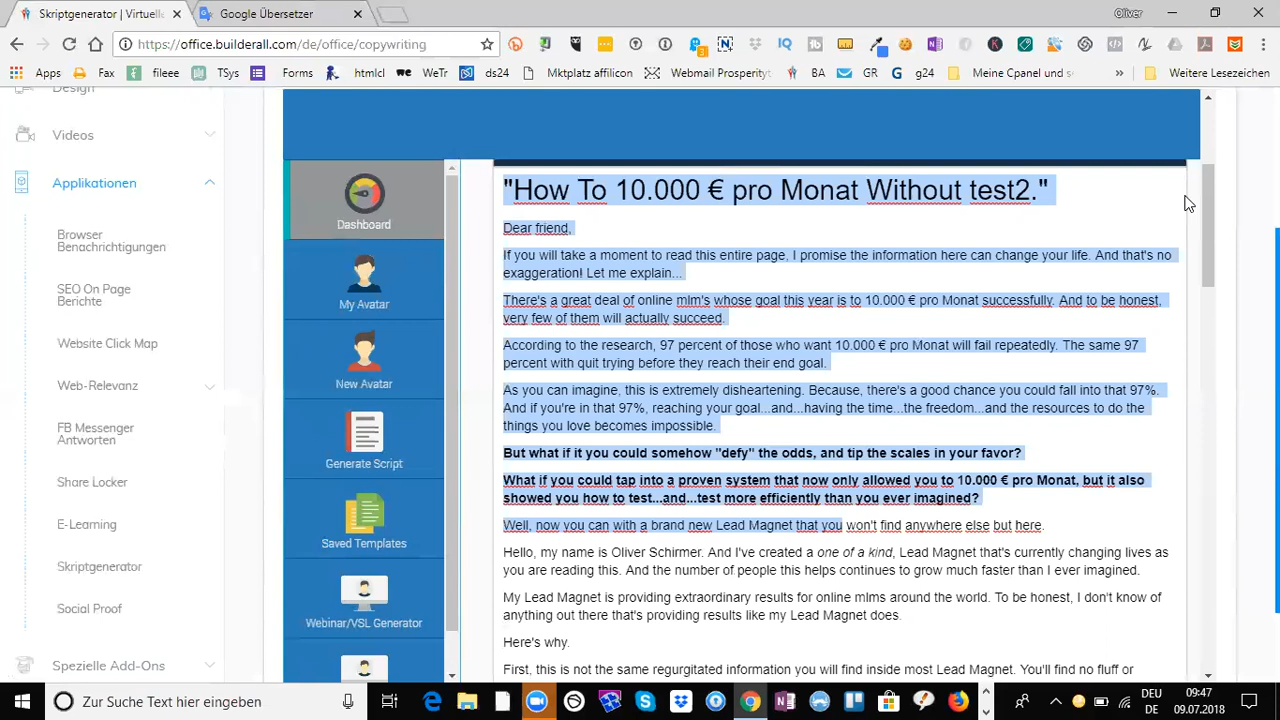 Skriptgenerator | Virtuelle
Google Übersetzer
Oliver
https://office.builderall.com/de/office/copywriting
Apps
Fax
fileee
TSys
Forms
htmlcl
WeTr
ds24
Mktplatz affilicon
Webmail Prosperity
BA
GR
g24
Meine Cpanel und
»
Weitere Lesezeichen
Design
Videos
Applikationen
Browser
Benachrichtigungen
SEO On Page
Berichte
Website Click Map
Web-Relevanz
FB Messenger
Antworten
Share Locker
E-Learning
Skriptgenerator
Social Proof
Spezielle Add-Ons
Dashboard
My Avatar
New Avatar
Generate Script
Saved Templates
Webinar/VSL Generator
"How To 10.000 € pro Monat Without test2."
Dear friend,
If you will take a moment to read this entire page, I promise the information here can change your life. And that's no
exaggeration! Let me explain...
There's a great deal of online mlm's whose goal this year is to 10.000 € pro Monat successfully. And to be honest,
very few of them will actually succeed.
According to the research, 97 percent of those who want 10.000 € pro Monat will fail repeatedly. The same 97
percent with quit trying before they reach their end goal.
As you can imagine, this is extremely disheartening. Because, there's a good chance you could fall into that 97%.
And if you're in that 97%, reaching your goal...and...having the time...the freedom...and the resources to do the
things you love becomes impossible.
But what if it you could somehow "defy" the odds, and tip the scales in your favor?
What if you could tap into a proven system that now only allowed you to 10.000 € pro Monat, but it also
showed you how to test...and...test more efficiently than you ever imagined?
Well, now you can with a brand new Lead Magnet that you won't find anywhere else but here.
Hello, my name is Oliver Schirmer. And I've created a one of a kind, Lead Magnet that's currently changing lives as
you are reading this. And the number of people this helps continues to grow much faster than I ever imagined.
My Lead Magnet is providing extraordinary results for online mlms around the world. To be honest, I don't know of
anything out there that's providing results like my Lead Magnet does.
Here's why.
First, this is not the same regurgitated information you will find inside most Lead Magnet. You'll find no fluff or
Zur Suche Text hier eingeben
DEU
DE
09:47
09.07.2018